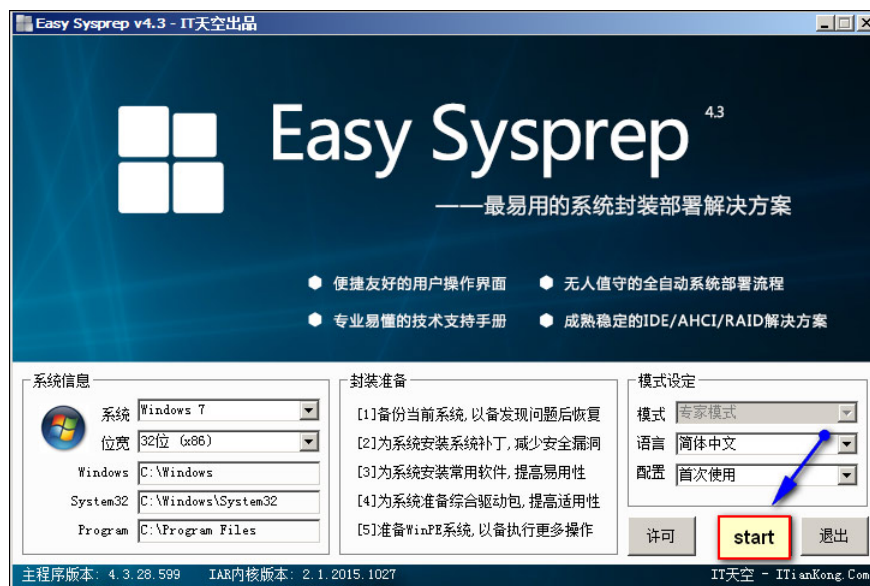 Easy Sysprep v4.3 - IT天空出品
Easy Sysprep 4.3
——最易用的系统封装部署解决方案
便捷友好的用户操作界面
无人值守的全自动系统部署流程
专业易懂的技术支持手册
成熟稳定的IDE/AHCI/RAID解决方案
系统信息
系统 Windows 7
位宽 32位 (x86)
Windows C:\Windows
System32 C:\Windows\System32
Program C:\Program Files
封装准备
[1]备份当前系统,以备发现问题后恢复
[2]为系统安装系统补丁,减少安全漏洞
[3]为系统安装常用软件,提高易用性
[4]为系统准备综合驱动包,提高适用性
[5]准备WinPE系统,以备执行更多操作
模式设定
模式 专家模式
语言 简体中文
配置 首次使用
许可
start
退出
主程序版本: 4.3.28.599 IAR内核版本: 2.1.2015.1027
IT天空 - ITianKong.Com